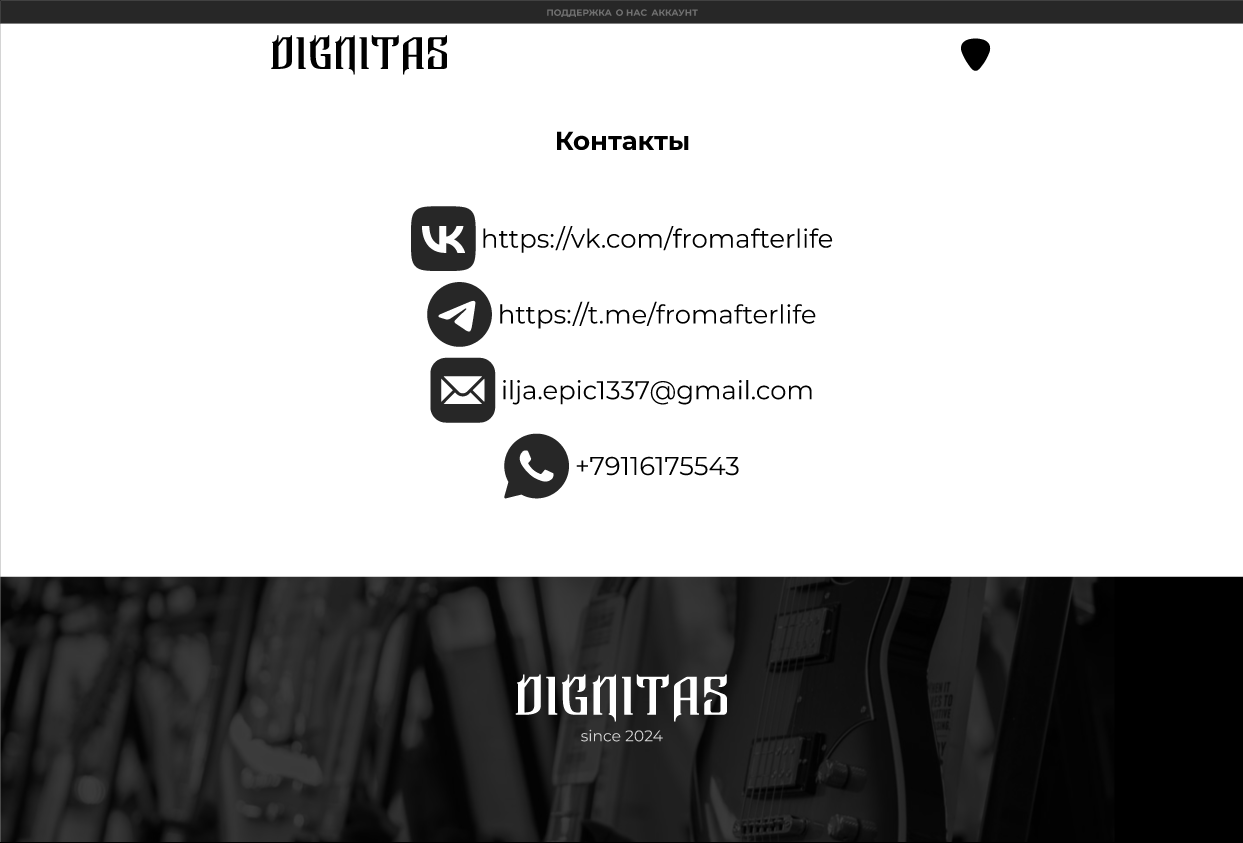 ПОДДЕРЖКА О НАС АККАУНТ
DIGNITAS
Контакты
https://vk.com/fromafterlife
https://t.me/fromafterlife
ilja.epic1337@gmail.com
+79116175543
DIGNITAS
since 2024